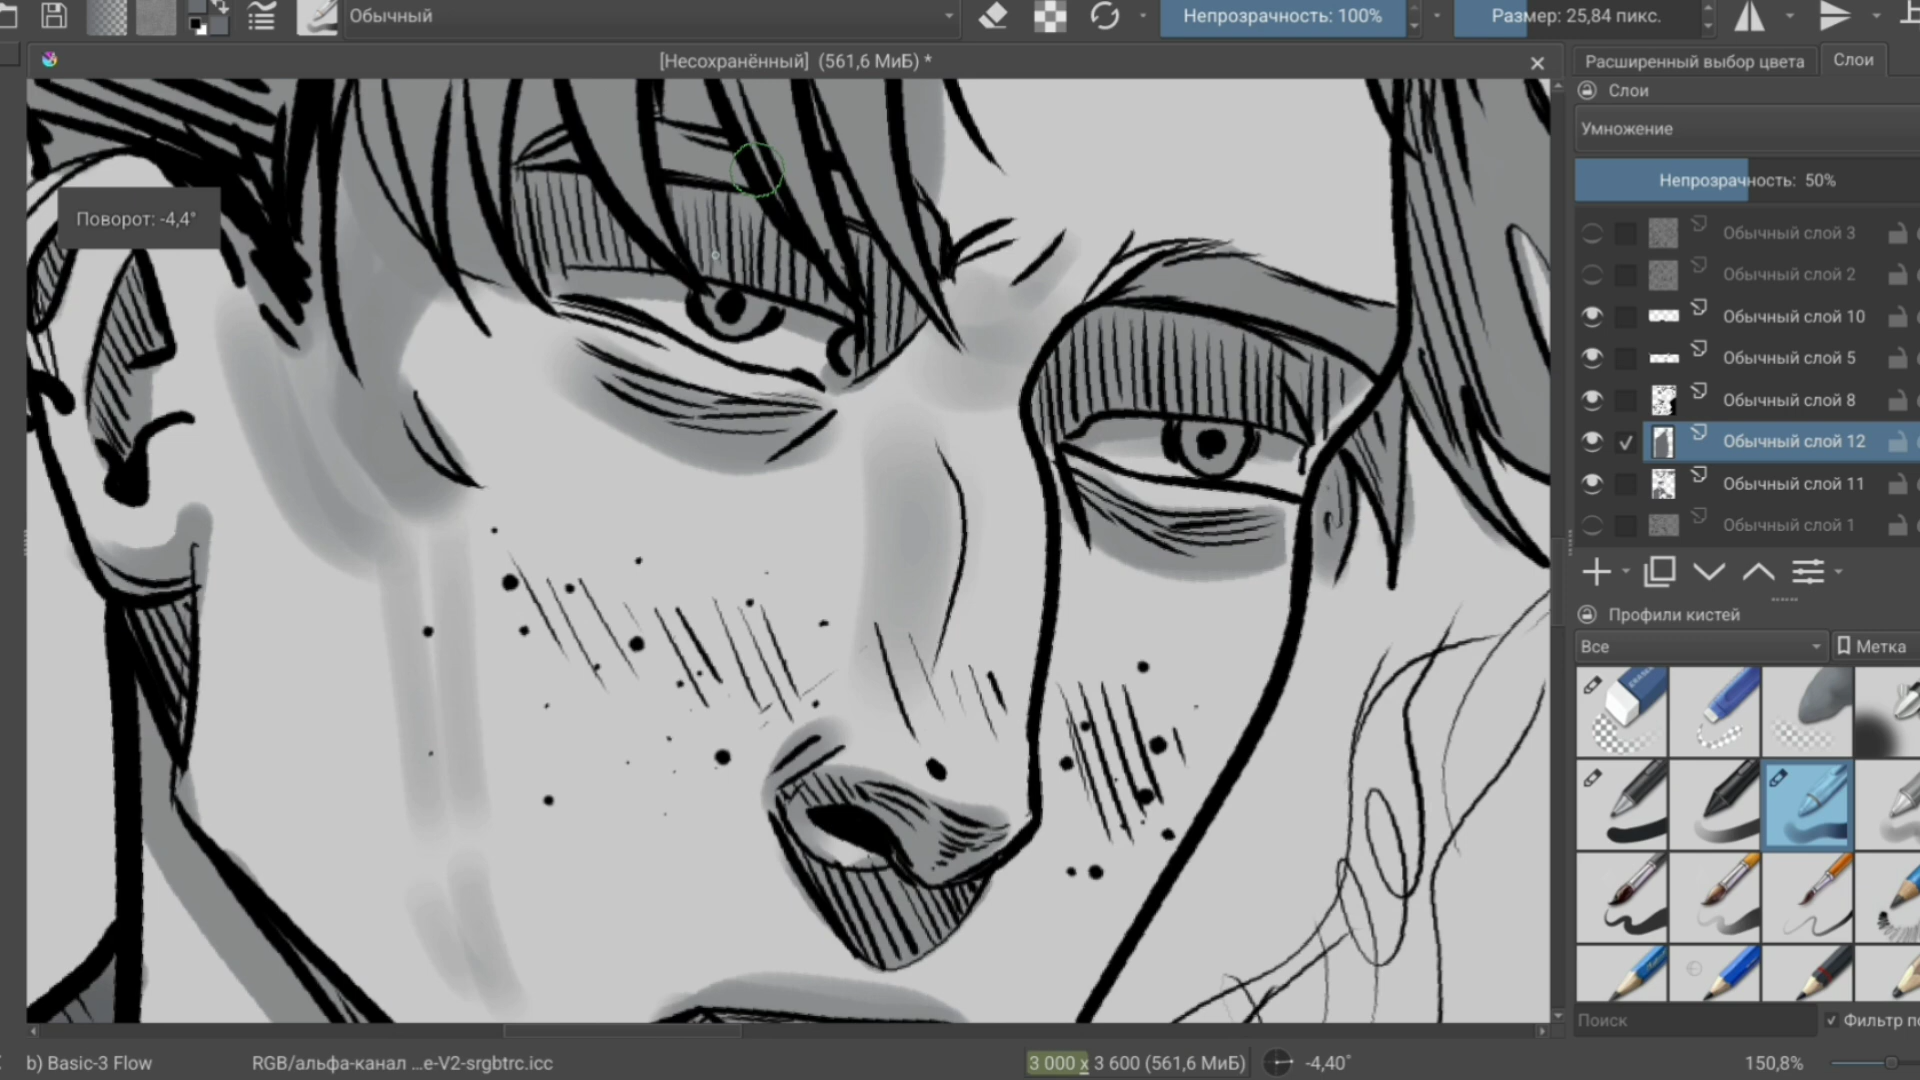 Обычный
Непрозрачность: 100%
Размер: 25,84 пикс.
[Несохранённый] (561,6 МиБ) *
Расширенный выбор цвета
Слои
Слои
Умножение
Непрозрачность: 50%
Поворот: -4,4°
Обычный слой 3
Обычный слой 2
Обычный слой 10
Обычный слой 5
Обычный слой 8
Обычный слой 12
Обычный слой 11
Обычный слой 1
Профили кистей
Все
Метка
Поиск
Фильтр по
b) Basic-3 Flow
RGB/альфа-канал ...e-V2-srgbtrc.icc
3 000 x 3 600 (561,6 МиБ)
-4,40°
150,8%